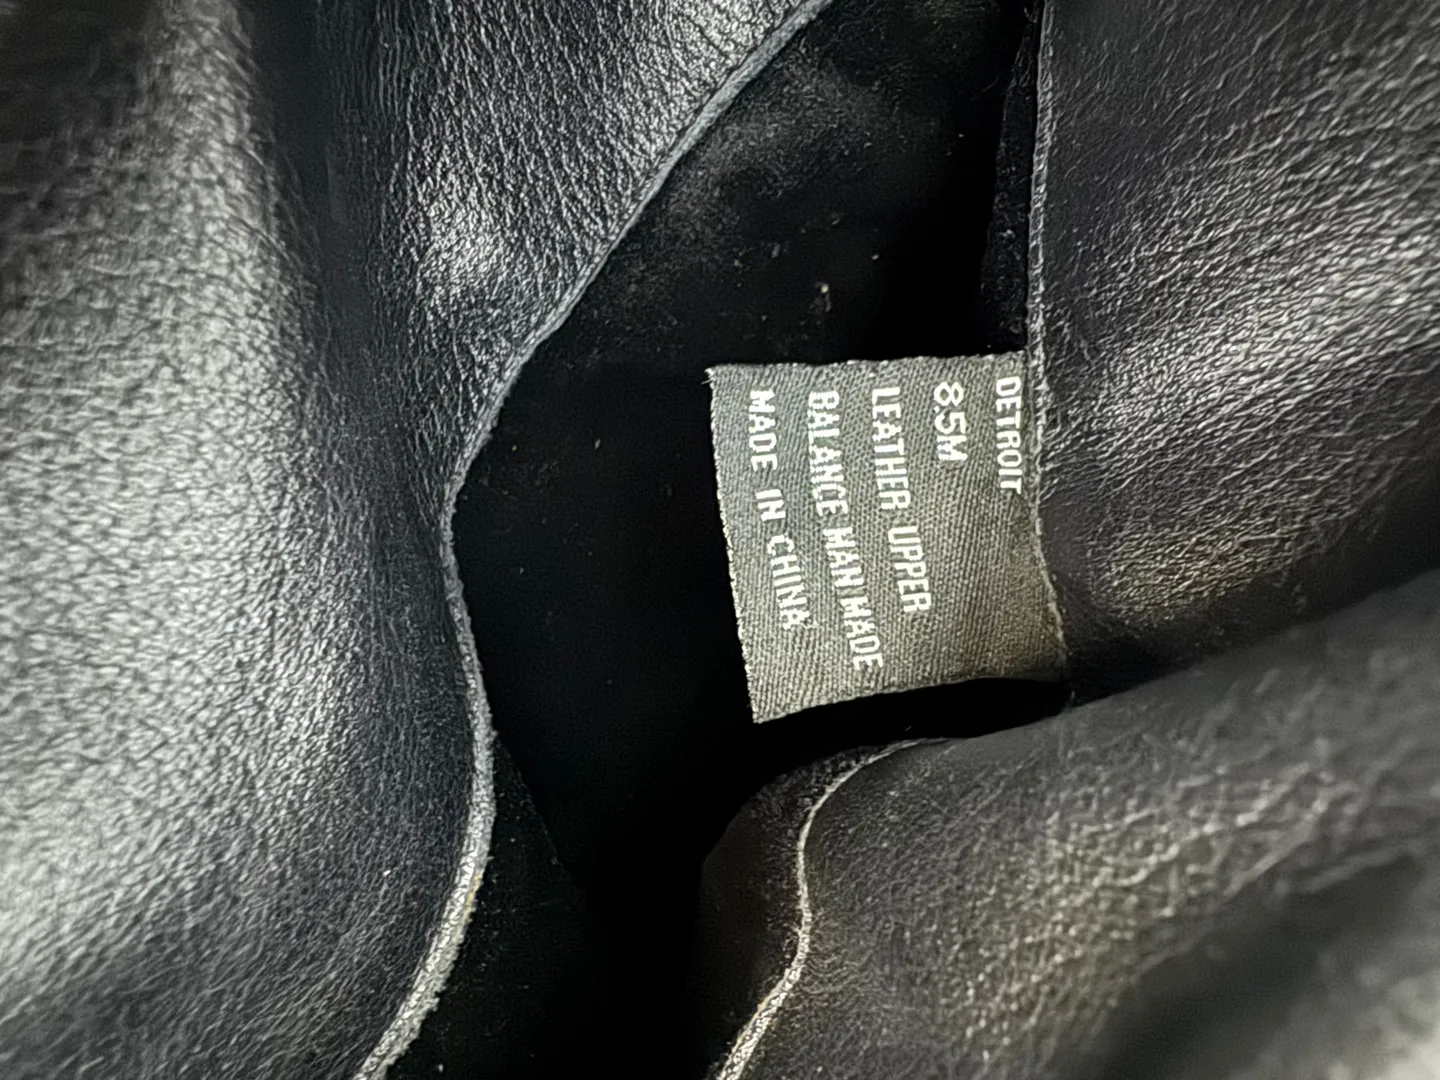 DETROIT
8.5M
LEATHER UPPER
BALANCE MAN MADE
MADE IN CHINA